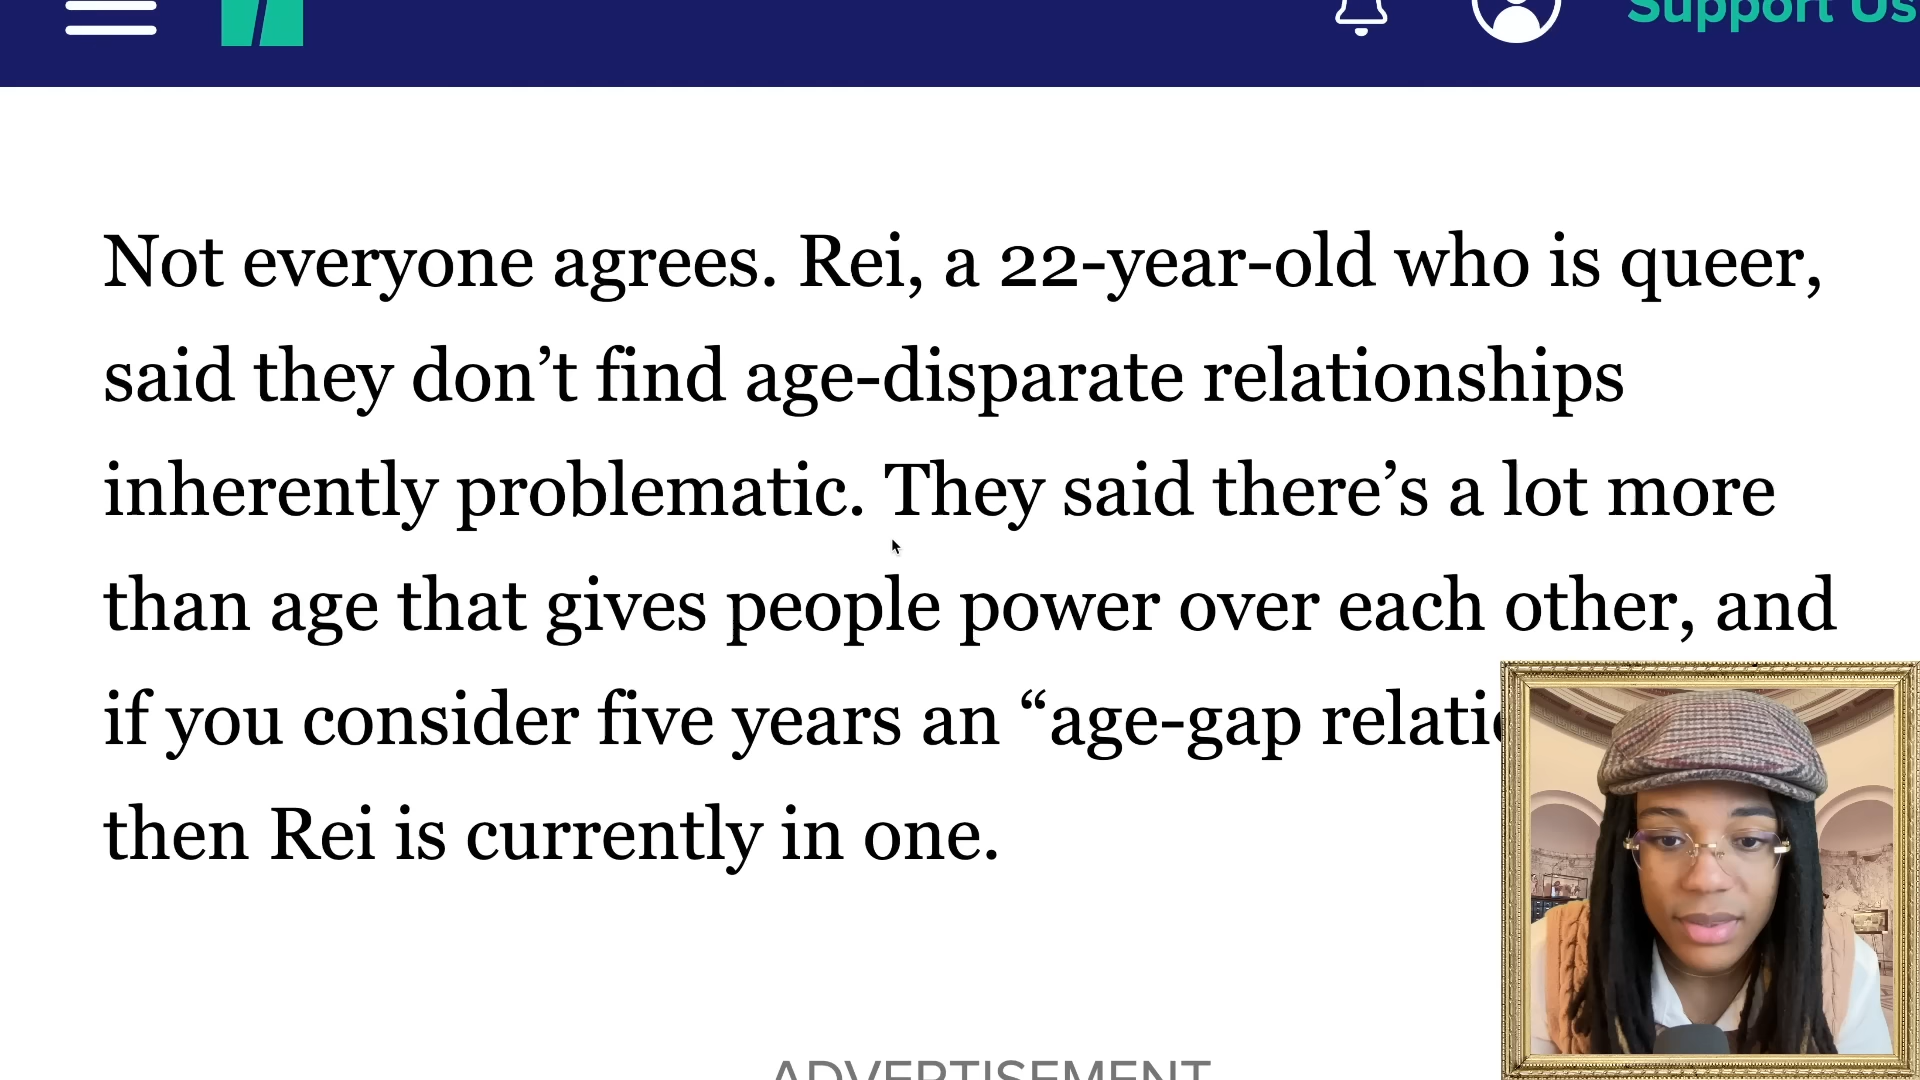 Support Us
Not everyone agrees. Rei, a 22-year-old who is queer,
said they don’t find age-disparate relationships
inherently problematic. They said there’s a lot more
than age that gives people power over each other, and
if you consider five years an “age-gap
then Rei is currently in one.
ADVERTISEMENT